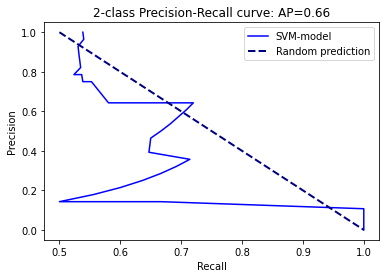 2-class Precision-Recall curve: AP=0.66
SVM-model
Random prediction
Precision
1.0
0.8
0.6
0.4
0.2
0.0
0.5
0.6
0.7
0.8
0.9
1.0
Recall